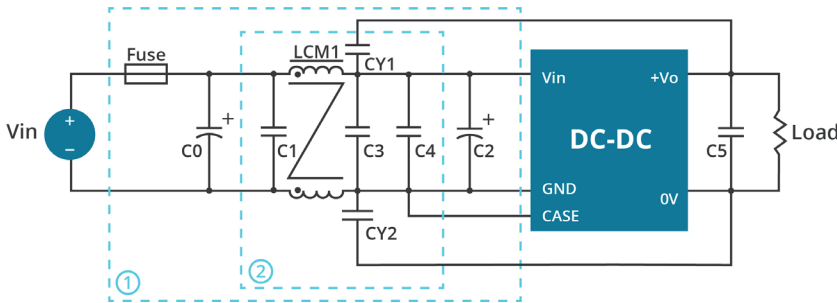 Fuse
LCM1
CY1
Vin
+
−
+
C0
C1
C3
C4
+
C2
Vin
+Vo
DC-DC
GND
CASE
0V
C5
Load
CY2
1
2